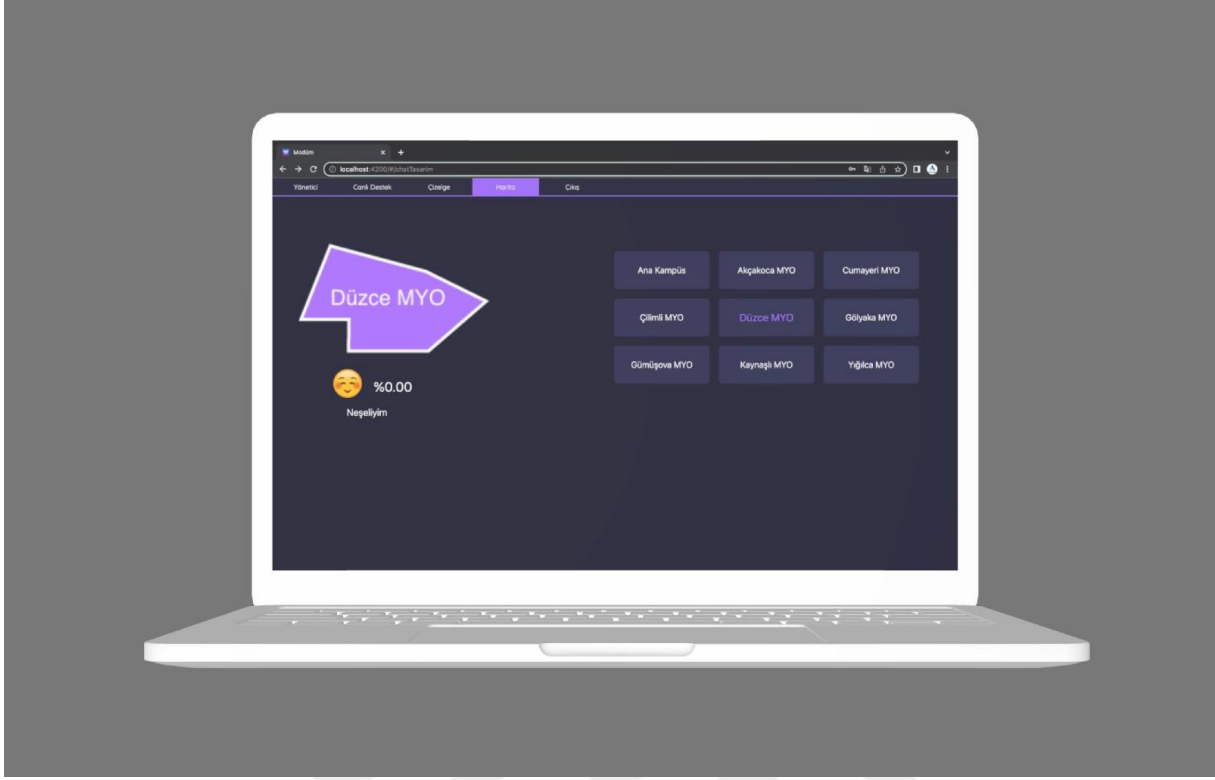 Modüm
localhost:4200/#/chatTasarim
Yönetici Canlı Destek Çizelge Harita Çıkış
Düzce MYO
%0.00
Neşeliyim
Ana Kampüs Akçakoca MYO Cumayeri MYO
Çilimli MYO Düzce MYO Gölyaka MYO
Gümüşova MYO Kaynaşlı MYO Yığılca MYO